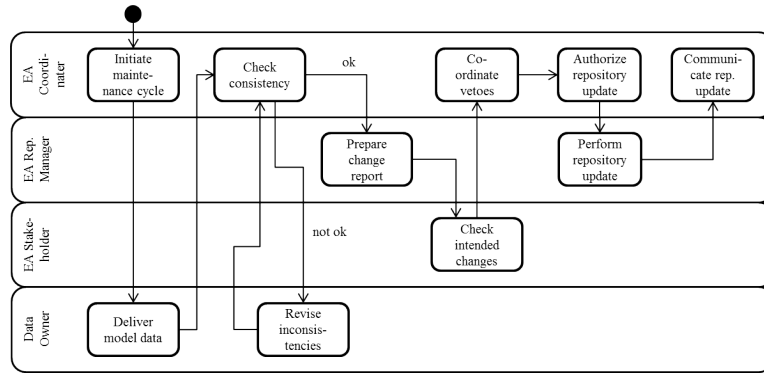 EA
Coordi-
nater
Initiate
mainte-
nance cycle
Check
consistency
ok
Co-
ordinate
vetoes
Authorize
repository
update
Communi-
cate rep.
update
EA Rep.
Manager
Prepare
change
report
Perform
repository
update
EA Stake-
holder
not ok
Check
intended
changes
Data
Owner
Deliver
model data
Revise
inconsis-
tencies